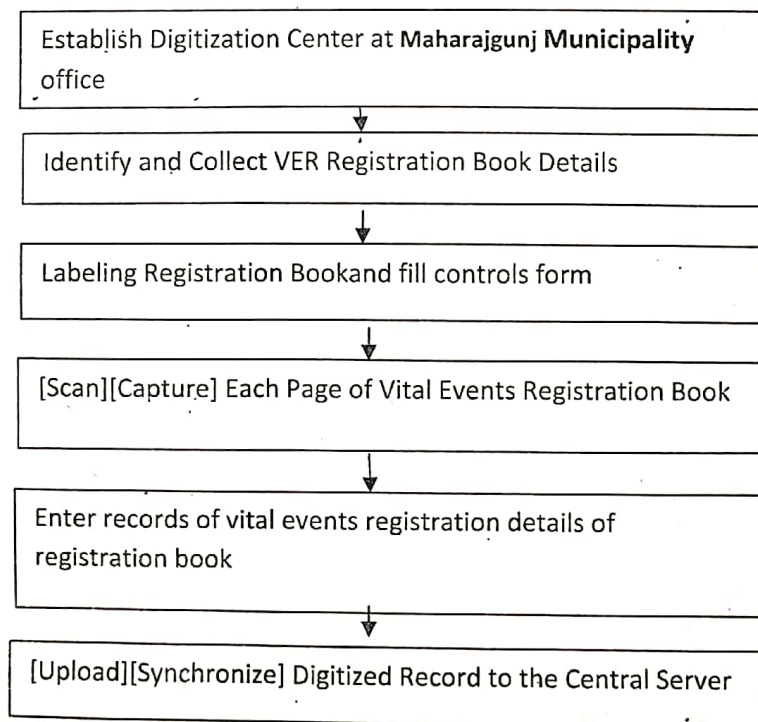 Establish Digitization Center at Maharajgunj Municipality
office
Identify and Collect VER Registration Book Details
Labeling Registration Bookand fill controls form
[Scan][Capture] Each Page of Vital Events Registration Book
Enter records of vital events registration details of
registration book
[Upload][Synchronize] Digitized Record to the Central Server